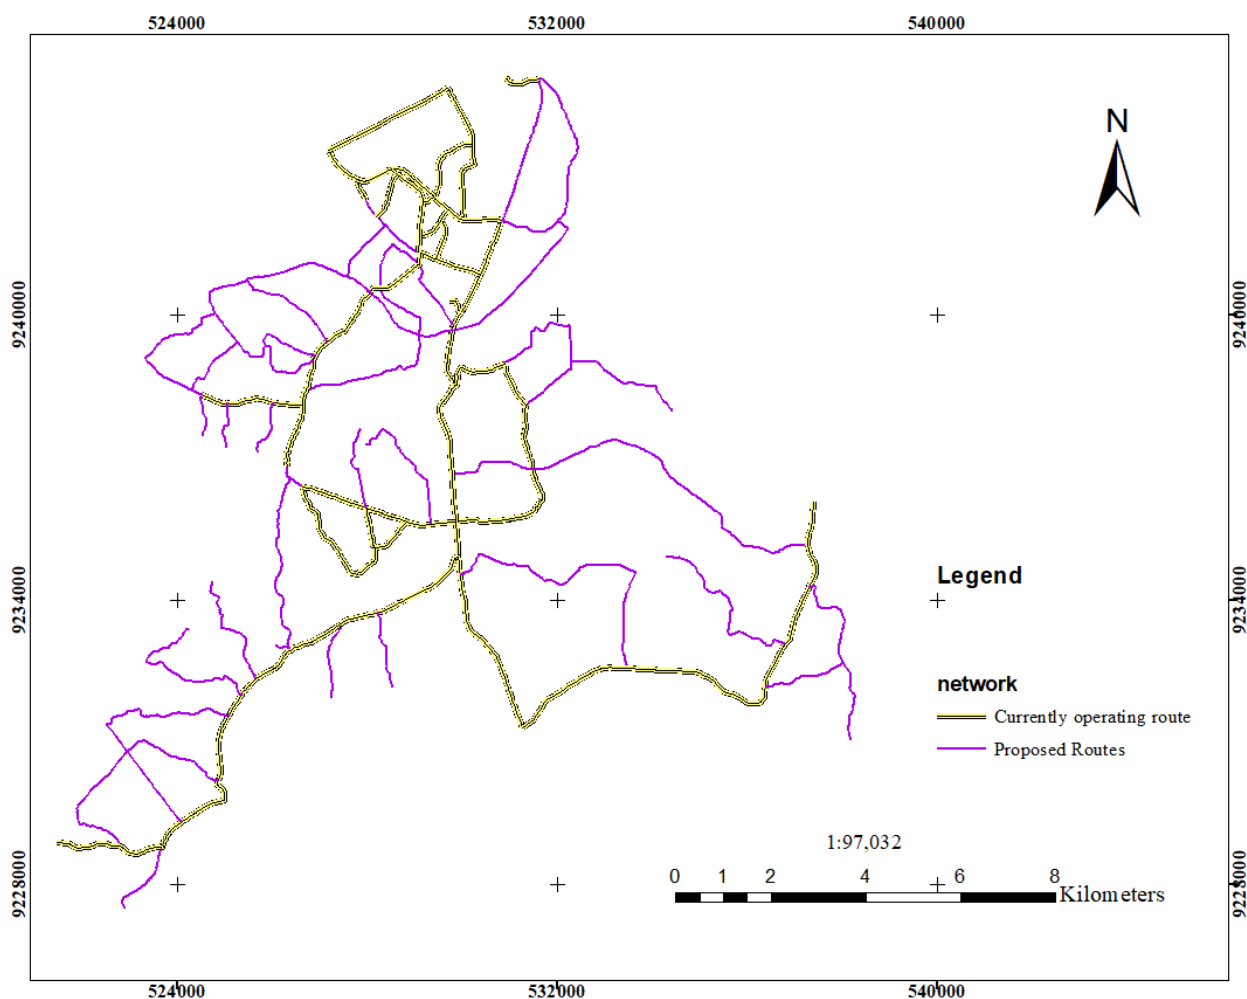 524000 532000 540000
N
9240000 9240000
9234000 9234000
Legend
network
Currently operating route
Proposed Routes
1:97,032
0 1 2 4 6 8
Kilometers
9228000 9228000
524000 532000 540000